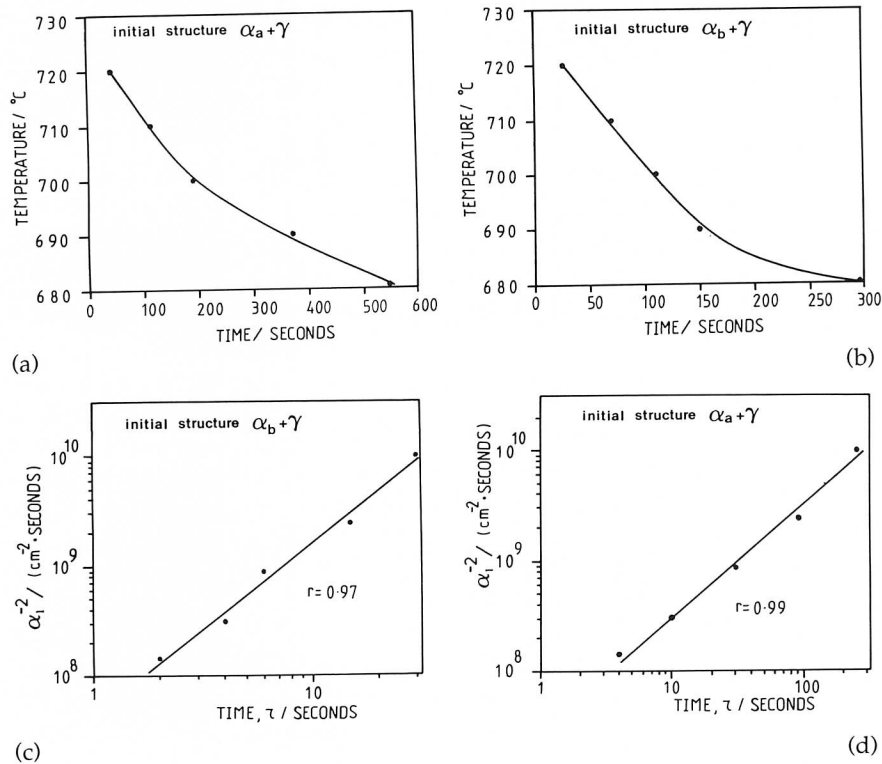 730
initial structure αa+γ
720
710
700
690
680
TEMPERATURE/ °C
0 100 200 300 400 500 600
TIME/ SECONDS
(a)
730
initial structure αb+γ
720
710
700
690
680
TEMPERATURE/ °C
0 50 100 150 200 250 300
TIME/ SECONDS
(b)
initial structure αb+γ
10^10
10^9
10^8
α₁^-2 / (cm^-2·SECONDS)
r=0·97
1 10
TIME, τ / SECONDS
(c)
initial structure αa+γ
10^10
10^9
10^8
α₁^-2 / (cm^-2·SECONDS)
r=0·99
1 10 100
TIME, τ / SECONDS
(d)